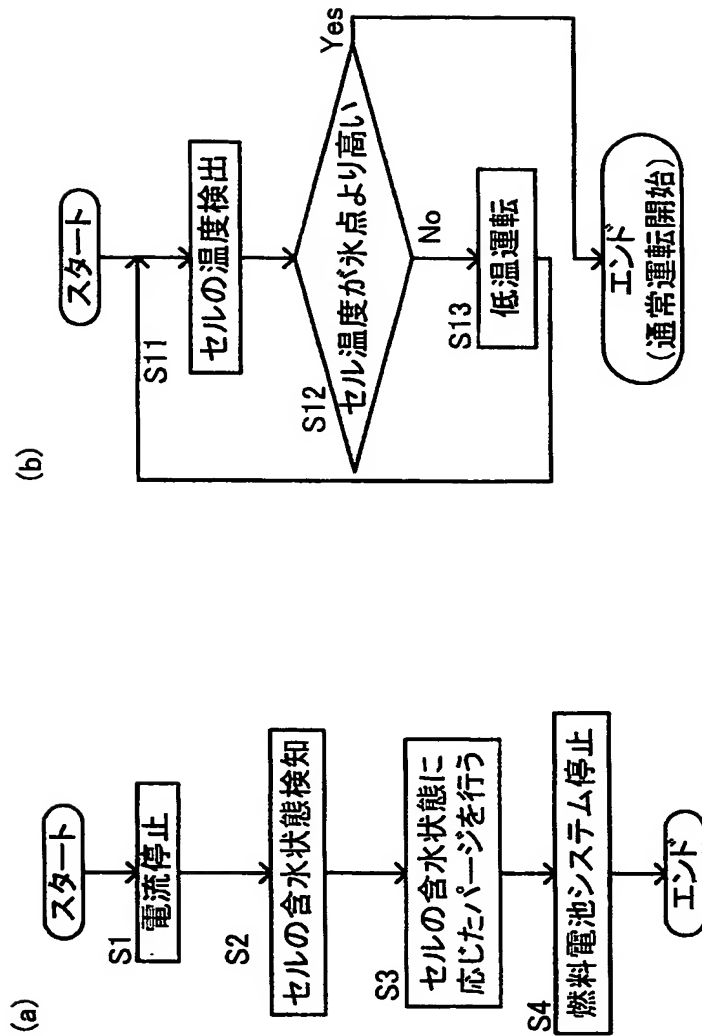 (a)
スタート
S1
電流停止
S2
セルの含水状態検知
S3
セルの含水状態に
応じたパージを行う
S4
燃料電池システム停止
エンド
(b)
スタート
S11
セルの温度検出
S12
セル温度が氷点より高い
Yes
No
S13
低温運転
エンド
(通常運転開始)